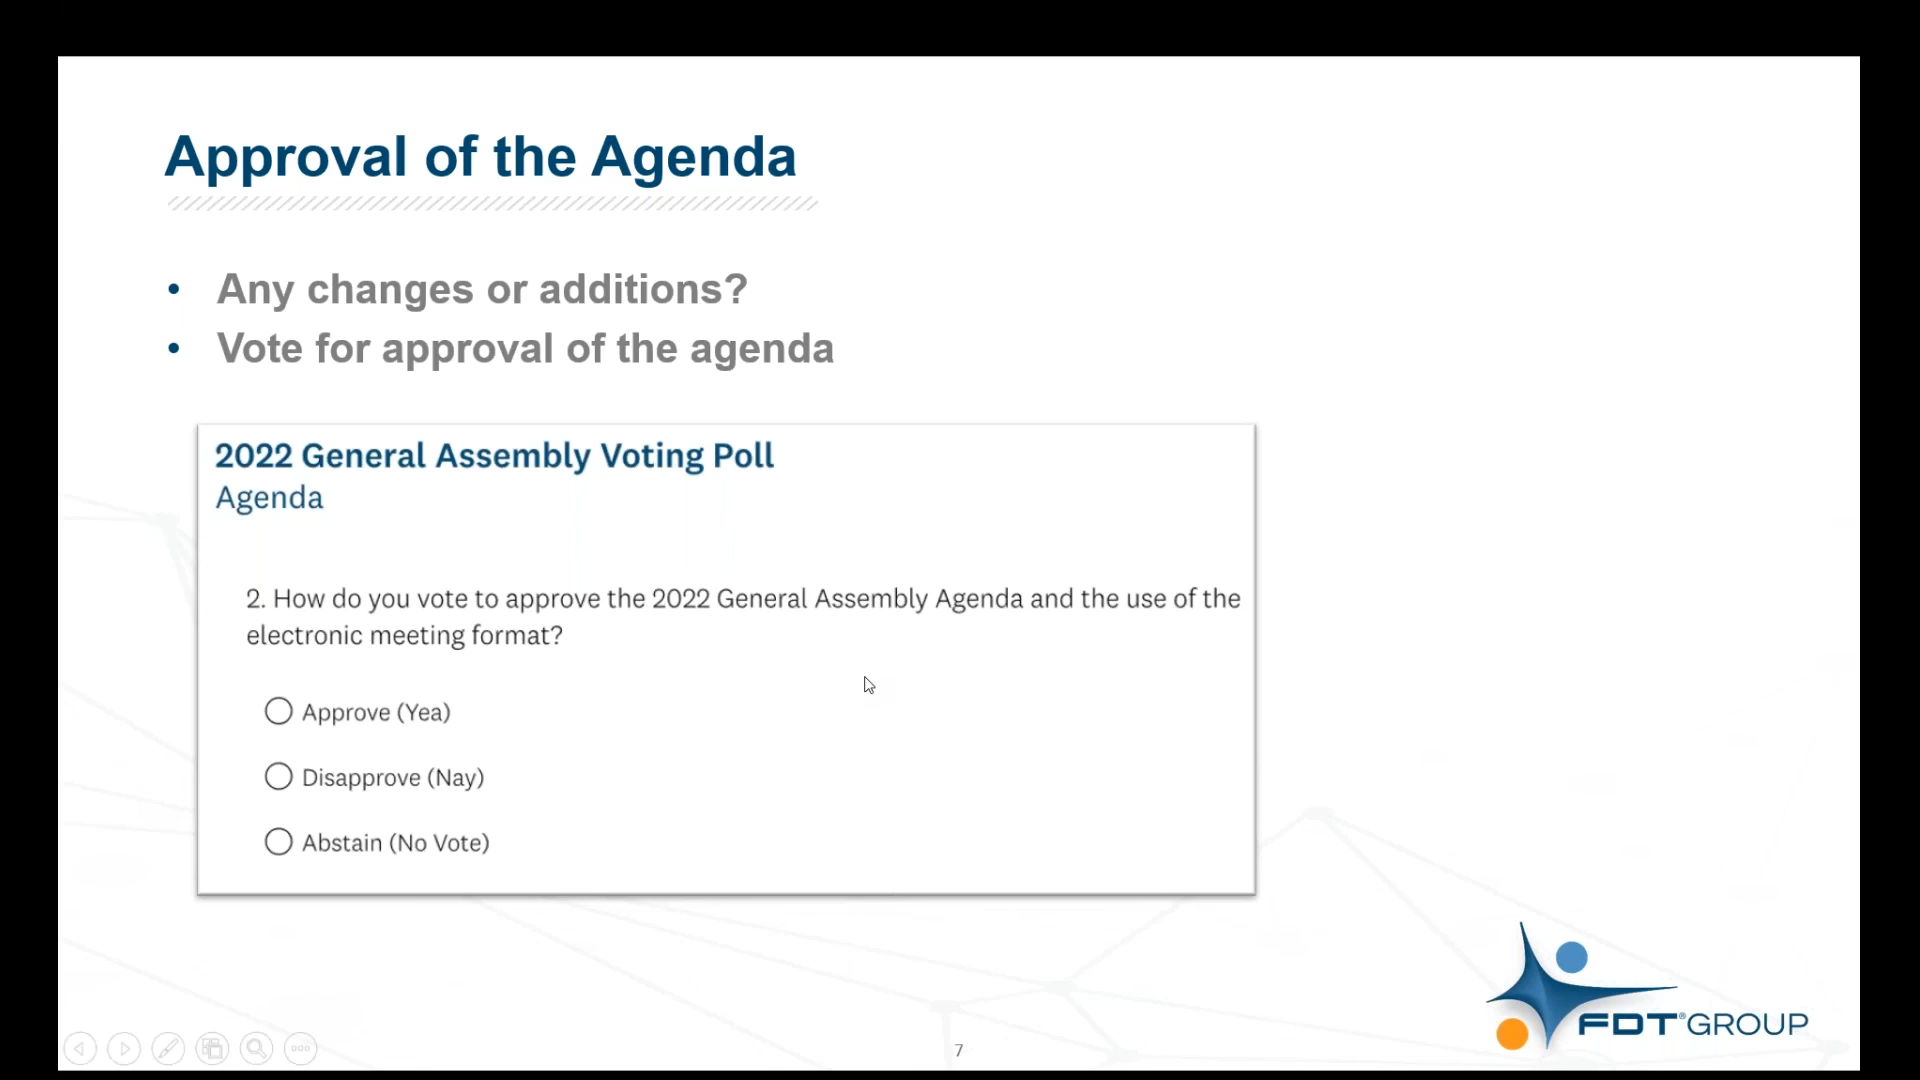 Approval of the Agenda
• Any changes or additions?
• Vote for approval of the agenda
2022 General Assembly Voting Poll
Agenda
2. How do you vote to approve the 2022 General Assembly Agenda and the use of the
electronic meeting format?
Approve (Yea)
Disapprove (Nay)
Abstain (No Vote)
FDT® GROUP
7